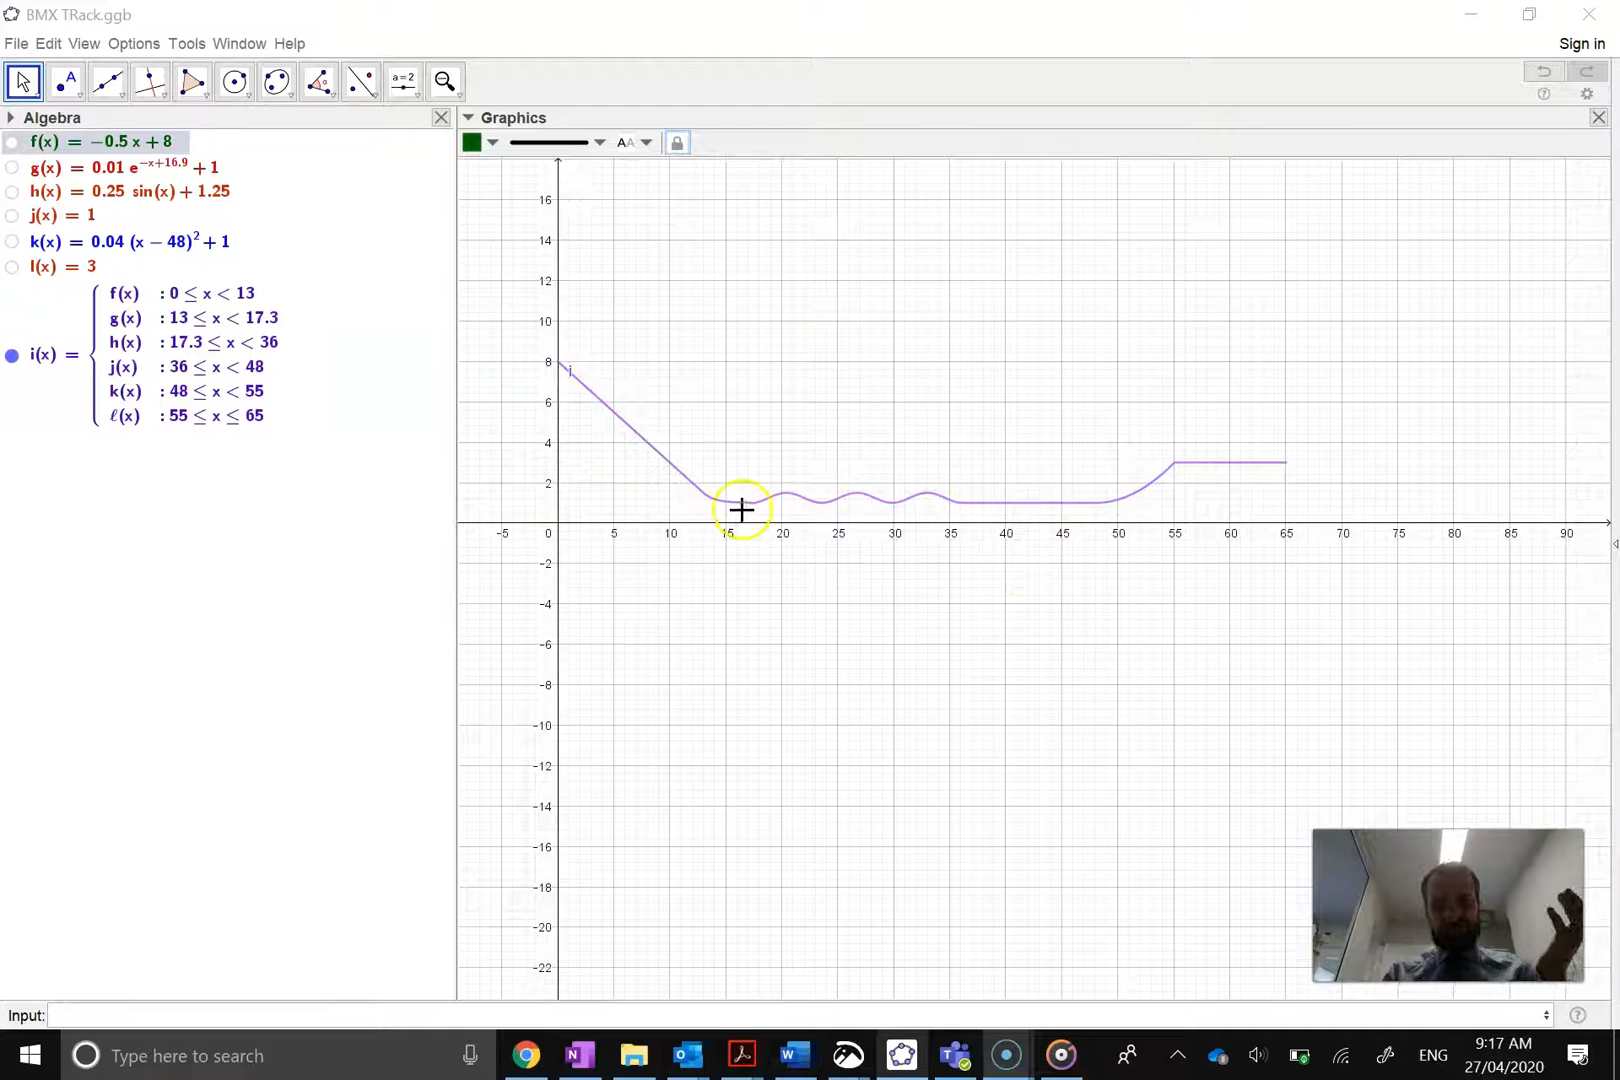 BMX TRack.ggb
File Edit View Options Tools Window Help
Sign in
A
a=2
Algebra
Graphics
AA
f(x) = −0.5 x + 8
g(x) = 0.01 e^(−x+16.9) + 1
h(x) = 0.25 sin(x) + 1.25
j(x) = 1
k(x) = 0.04 (x − 48)² + 1
l(x) = 3
i(x) =
f(x) : 0 ≤ x < 13
g(x) : 13 ≤ x < 17.3
h(x) : 17.3 ≤ x < 36
j(x) : 36 ≤ x < 48
k(x) : 48 ≤ x < 55
ℓ(x) : 55 ≤ x ≤ 65
16
14
12
10
8
i
6
4
2
-5 0 5 10 15 20 25 30 35 40 45 50 55 60 65 70 75 80 85 90
-2
-4
-6
-8
-10
-12
-14
-16
-18
-20
-22
Input:
Type here to search
ENG
9:17 AM
27/04/2020